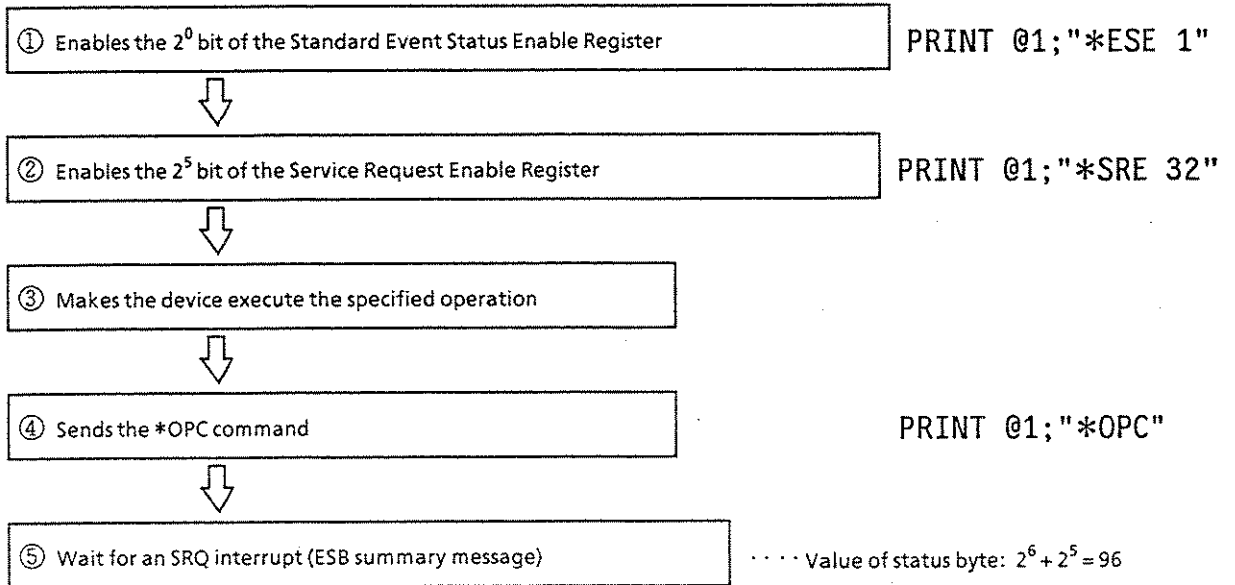 ① Enables the 2⁰ bit of the Standard Event Status Enable Register PRINT @1;"*ESE 1"
② Enables the 2⁵ bit of the Service Request Enable Register PRINT @1;"*SRE 32"
③ Makes the device execute the specified operation
④ Sends the *OPC command PRINT @1;"*OPC"
⑤ Wait for an SRQ interrupt (ESB summary message) ···· Value of status byte: 2⁶ + 2⁵ = 96